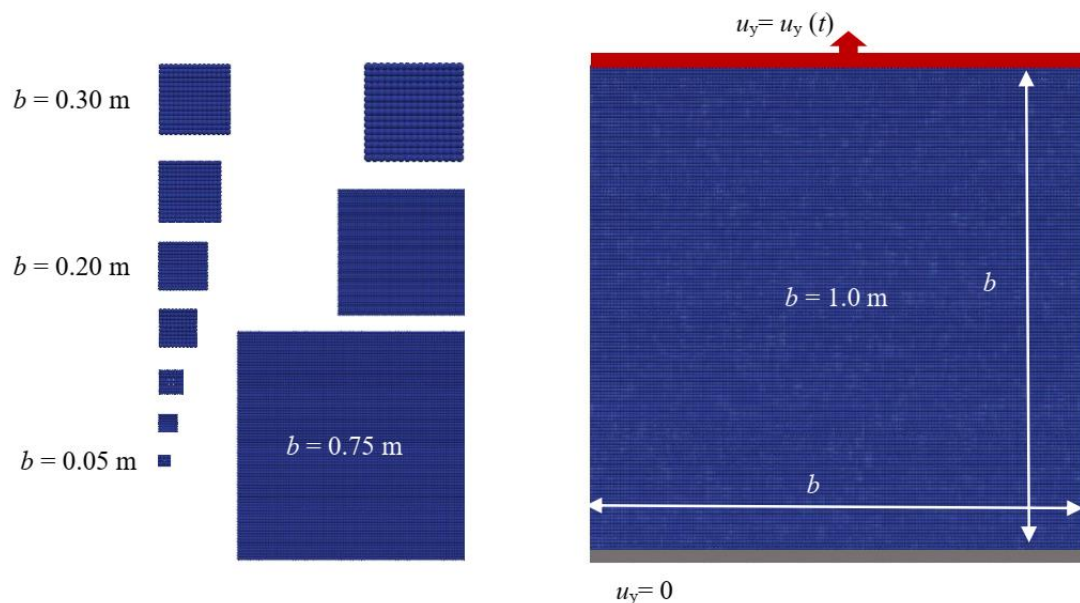 b = 0.30 m
b = 0.20 m
b = 0.05 m
b = 0.75 m
uy= uy (t)
b = 1.0 m
b
b
uy= 0